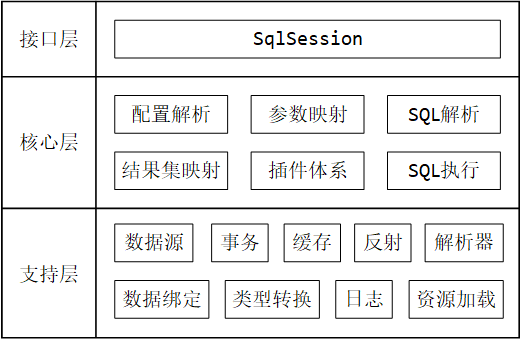 接口层
SqlSession
核心层
配置解析 参数映射 SQL解析
结果集映射 插件体系 SQL执行
支持层
数据源 事务 缓存 反射 解析器
数据绑定 类型转换 日志 资源加载